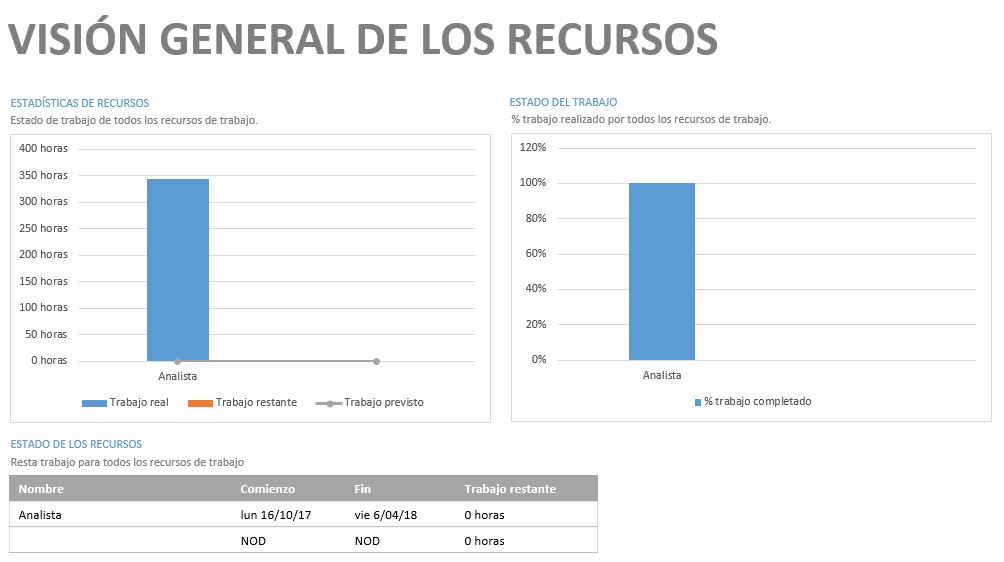 VISIÓN GENERAL DE LOS RECURSOS
ESTADÍSTICAS DE RECURSOS
Estado de trabajo de todos los recursos de trabajo.
400 horas
350 horas
300 horas
250 horas
200 horas
150 horas
100 horas
50 horas
0 horas
Analista
Trabajo real Trabajo restante Trabajo previsto
ESTADO DEL TRABAJO
% trabajo realizado por todos los recursos de trabajo.
120%
100%
80%
60%
40%
20%
0%
Analista
% trabajo completado
ESTADO DE LOS RECURSOS
Resta trabajo para todos los recursos de trabajo
Nombre Comienzo Fin Trabajo restante
Analista lun 16/10/17 vie 6/04/18 0 horas
NOD NOD 0 horas